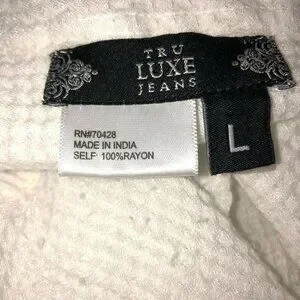 TRU
LUXE
JEANS
RN#70428
MADE IN INDIA
SELF 100%RAYON
L